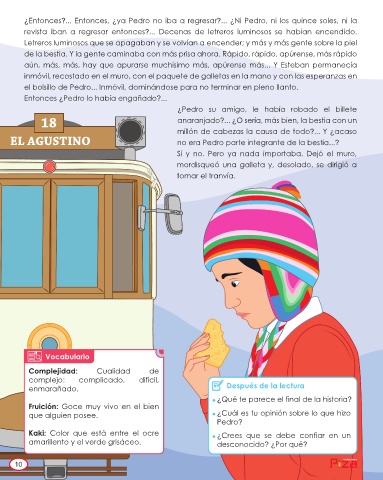 ¿Entonces?... Entonces, ¿ya Pedro no iba a regresar?... ¿Ni Pedro, ni los quince soles, ni la
revista iban a regresar entonces?... Decenas de letreros luminosos se habían encendido.
Letreros luminosos que se apagaban y se volvían a encender; y más y más gente sobre la piel
de la bestia. Y la gente caminaba con más prisa ahora. Rápido, rápido, apúrense, más rápido
aún, más, más, hay que apurarse muchísimo más, apúrense más... Y Esteban permanecía
inmóvil, recostado en el muro, con el paquete de galletas en la mano y con las esperanzas en
el bolsillo de Pedro... Inmóvil, dominándose para no terminar en pleno llanto.
Entonces ¿Pedro lo había engañado?...
¿Pedro su amigo, le había robado el billete
anaranjado?... ¿O sería, más bien, la bestia con un
millón de cabezas la causa de todo?... Y ¿acaso
no era Pedro parte integrante de la bestia...?
Sí y no. Pero ya nada importaba. Dejó el muro,
mordisqueó una galleta y, desolado, se dirigió a
tomar el tranvía.
18
EL AGUSTINO
Vocabulario
Complejidad: Cualidad de
complejo: complicado, difícil,
enmarañado.
Fruición: Goce muy vivo en el bien
que alguien posee.
Kaki: Color que está entre el ocre
amarillento y el verde grisáceo.
Después de la lectura
¿Qué te parece el final de la historia?
¿Cuál es tu opinión sobre lo que hizo
Pedro?
¿Crees que se debe confiar en un
desconocido? ¿Por qué?
10